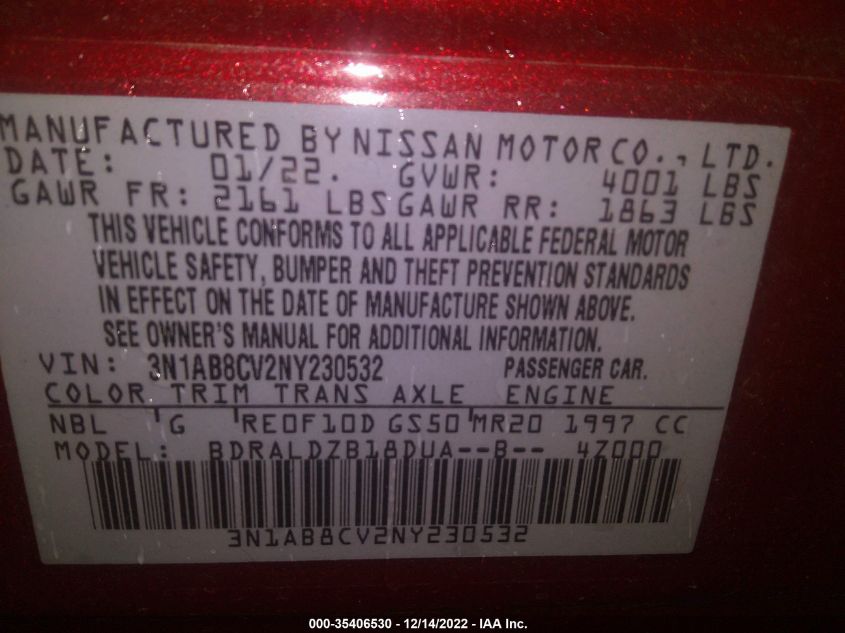 MANUFACTURED BY NISSAN MOTOR CO., LTD.
DATE: 01/22. GVWR: 4001 LBS
GAWR FR: 2161 LBS GAWR RR: 1863 LBS
THIS VEHICLE CONFORMS TO ALL APPLICABLE FEDERAL MOTOR
VEHICLE SAFETY, BUMPER AND THEFT PREVENTION STANDARDS
IN EFFECT ON THE DATE OF MANUFACTURE SHOWN ABOVE.
SEE OWNER'S MANUAL FOR ADDITIONAL INFORMATION.
VIN: 3N1AB8CV2NY230532 PASSENGER CAR.
COLOR TRIM TRANS AXLE ENGINE
NBL G RE0F10D GS50 MR20 1997 CC
MODEL: BDRALDZB18DUA--B-- 4Z000
3N1AB8CV2NY230532
000-35406530 - 12/14/2022 - IAA Inc.